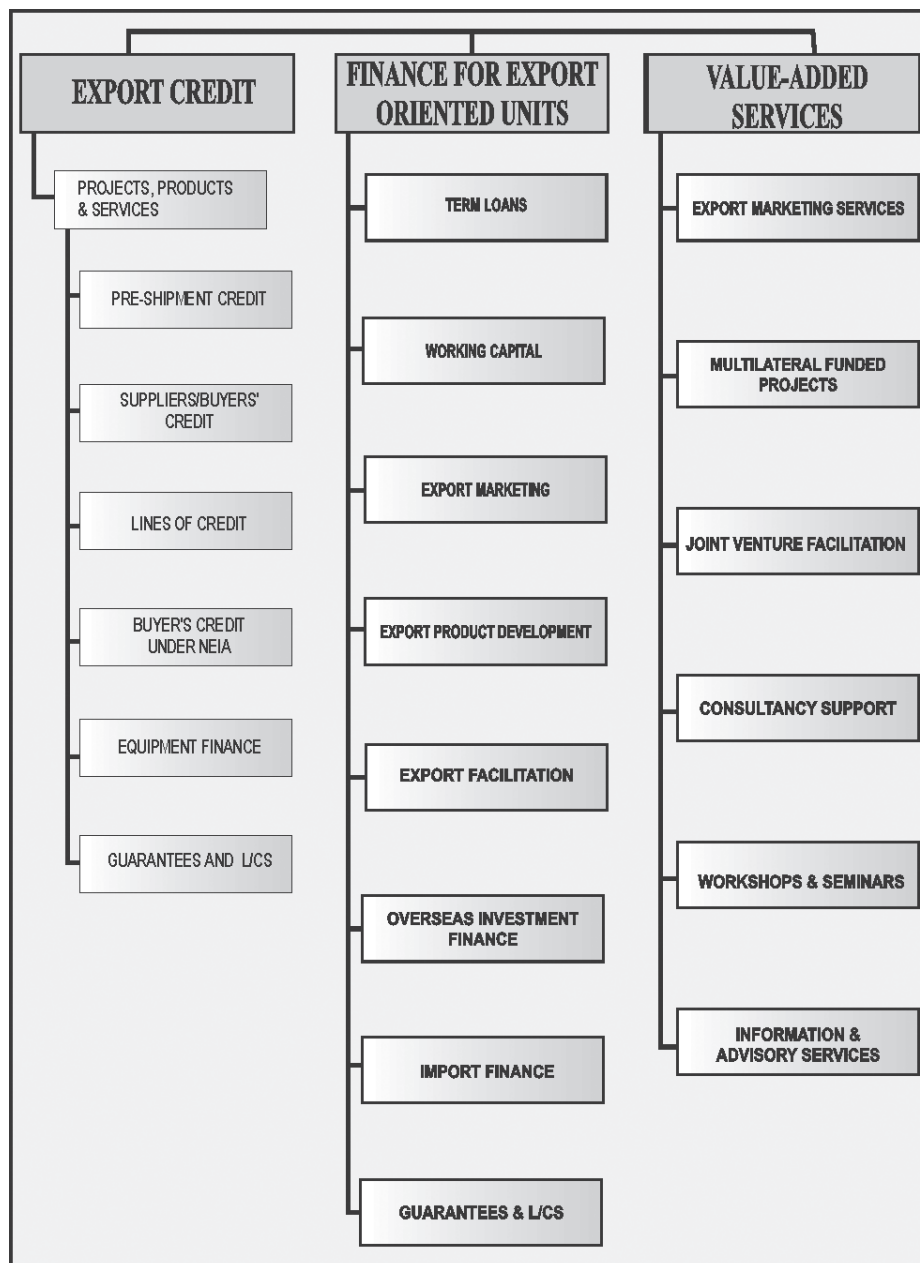 EXPORT CREDIT
PROJECTS, PRODUCTS
& SERVICES
PRE-SHIPMENT CREDIT
SUPPLIERS/BUYERS'
CREDIT
LINES OF CREDIT
BUYER'S CREDIT
UNDER NEIA
EQUIPMENT FINANCE
GUARANTEES AND L/CS
FINANCE FOR EXPORT
ORIENTED UNITS
TERM LOANS
WORKING CAPITAL
EXPORT MARKETING
EXPORT PRODUCT DEVELOPMENT
EXPORT FACILITATION
OVERSEAS INVESTMENT
FINANCE
IMPORT FINANCE
GUARANTEES & L/CS
VALUE-ADDED
SERVICES
EXPORT MARKETING SERVICES
MULTILATERAL FUNDED
PROJECTS
JOINT VENTURE FACILITATION
CONSULTANCY SUPPORT
WORKSHOPS & SEMINARS
INFORMATION &
ADVISORY SERVICES